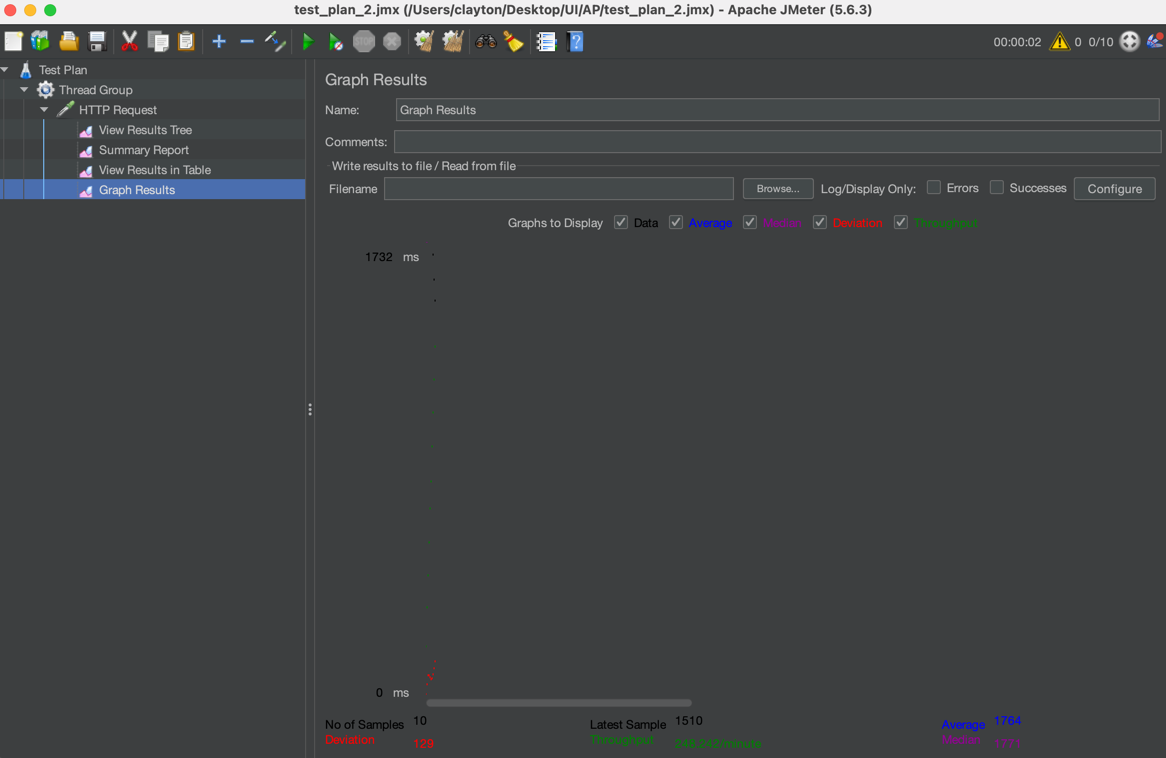 test_plan_2.jmx (/Users/clayton/Desktop/UI/AP/test_plan_2.jmx) - Apache JMeter (5.6.3)
STOP
00:00:02 0 0/10
Test Plan
Thread Group
HTTP Request
View Results Tree
Summary Report
View Results in Table
Graph Results
Graph Results
Name: Graph Results
Comments:
Write results to file / Read from file
Filename Browse... Log/Display Only: Errors Successes Configure
Graphs to Display Data Average Median Deviation Throughput
1732 ms
0 ms
No of Samples 10 Latest Sample 1510 Average 1764
Deviation 129 Throughput 248.242/minute Median